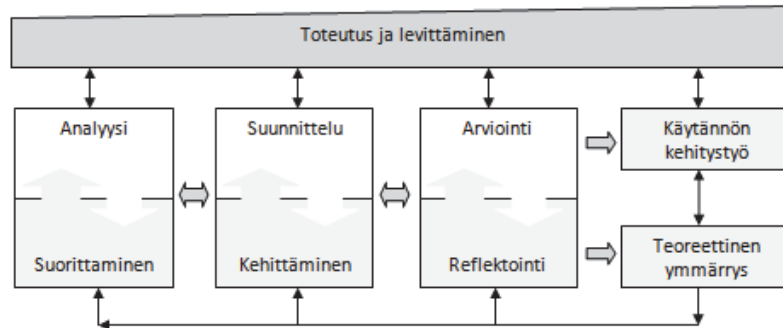 Toteutus ja levittäminen
Analyysi
Suunnittelu
Arviointi
Käytännön
kehitystyö
Suorittaminen
Kehittäminen
Reflektointi
Teoreettinen
ymmärrys